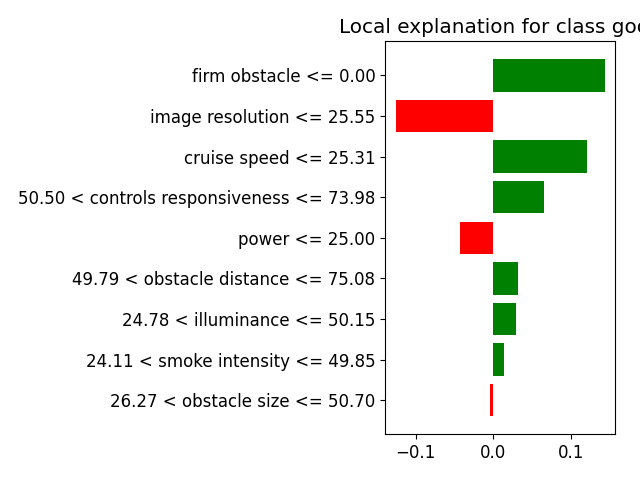 Local explanation for class goo
firm obstacle <= 0.00
image resolution <= 25.55
cruise speed <= 25.31
50.50 < controls responsiveness <= 73.98
power <= 25.00
49.79 < obstacle distance <= 75.08
24.78 < illuminance <= 50.15
24.11 < smoke intensity <= 49.85
26.27 < obstacle size <= 50.70
−0.1 0.0 0.1